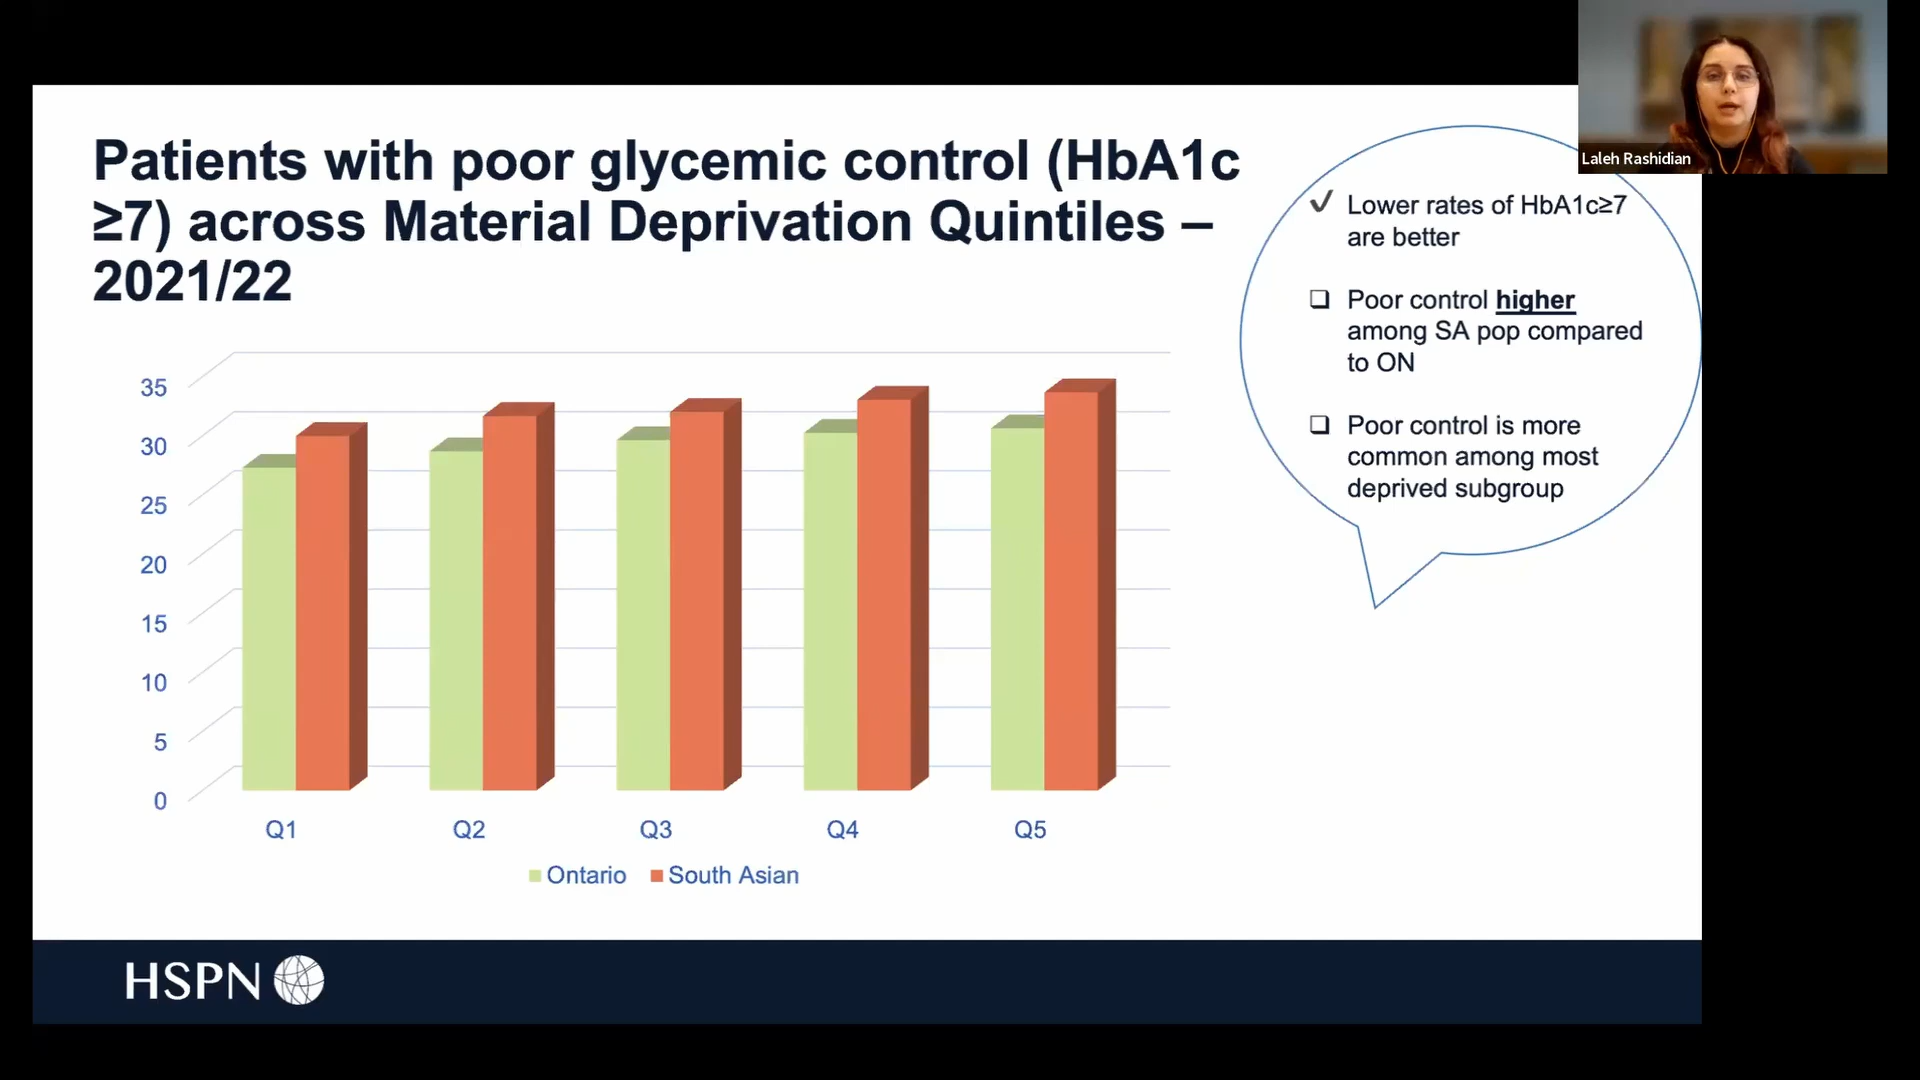 Laleh Rashidian
Patients with poor glycemic control (HbA1c
≥7) across Material Deprivation Quintiles –
2021/22
✓ Lower rates of HbA1c≥7
are better
❑ Poor control higher
among SA pop compared
to ON
❑ Poor control is more
common among most
deprived subgroup
35
30
25
20
15
10
5
0
Q1 Q2 Q3 Q4 Q5
Ontario South Asian
HSPN